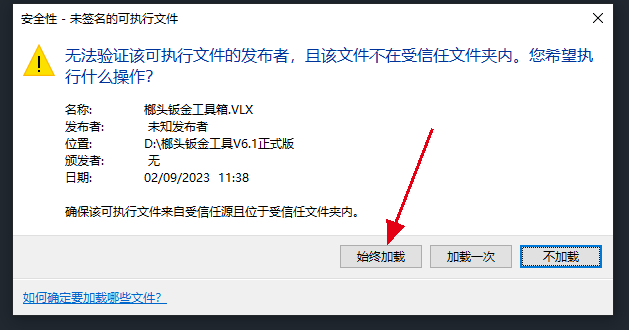 安全性 - 未签名的可执行文件
无法验证该可执行文件的发布者，且该文件不在受信任文件夹内。您希望执
行什么操作？
名称: 榔头钣金工具箱.VLX
发布者: 未知发布者
位置: D:\榔头钣金工具V6.1正式版
颁发者: 无
日期: 02/09/2023 11:38
确保该可执行文件来自受信任源且位于受信任文件夹内。
始终加载 加载一次 不加载
如何确定要加载哪些文件？